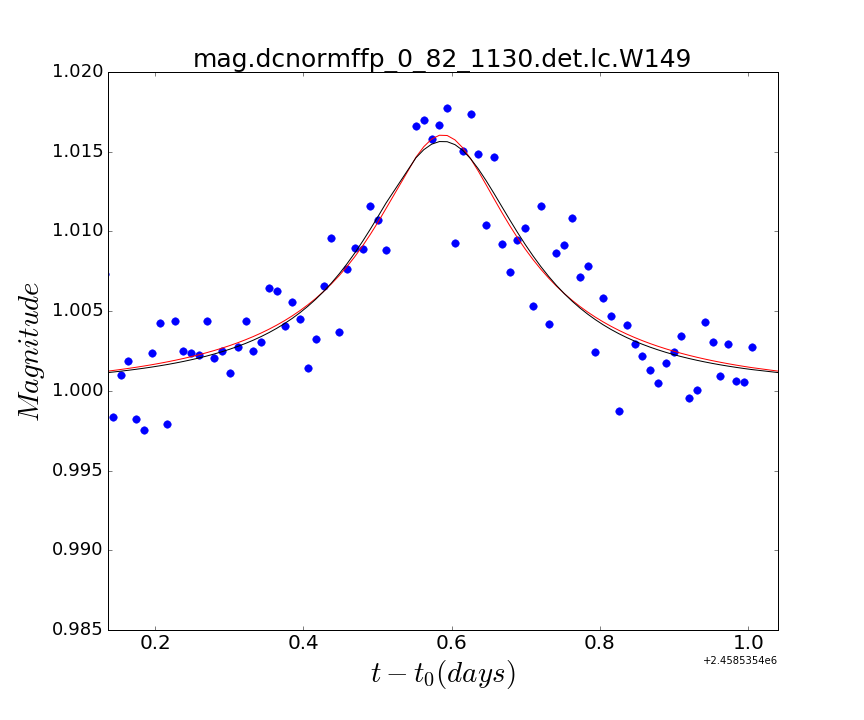 mag.dcnormffp_0_82_1130.det.lc.W149
1.020
1.015
1.010
1.005
1.000
0.995
0.990
0.985
Magnitude
0.2 0.4 0.6 0.8 1.0
+2.4585354e6
t − t₀(days)